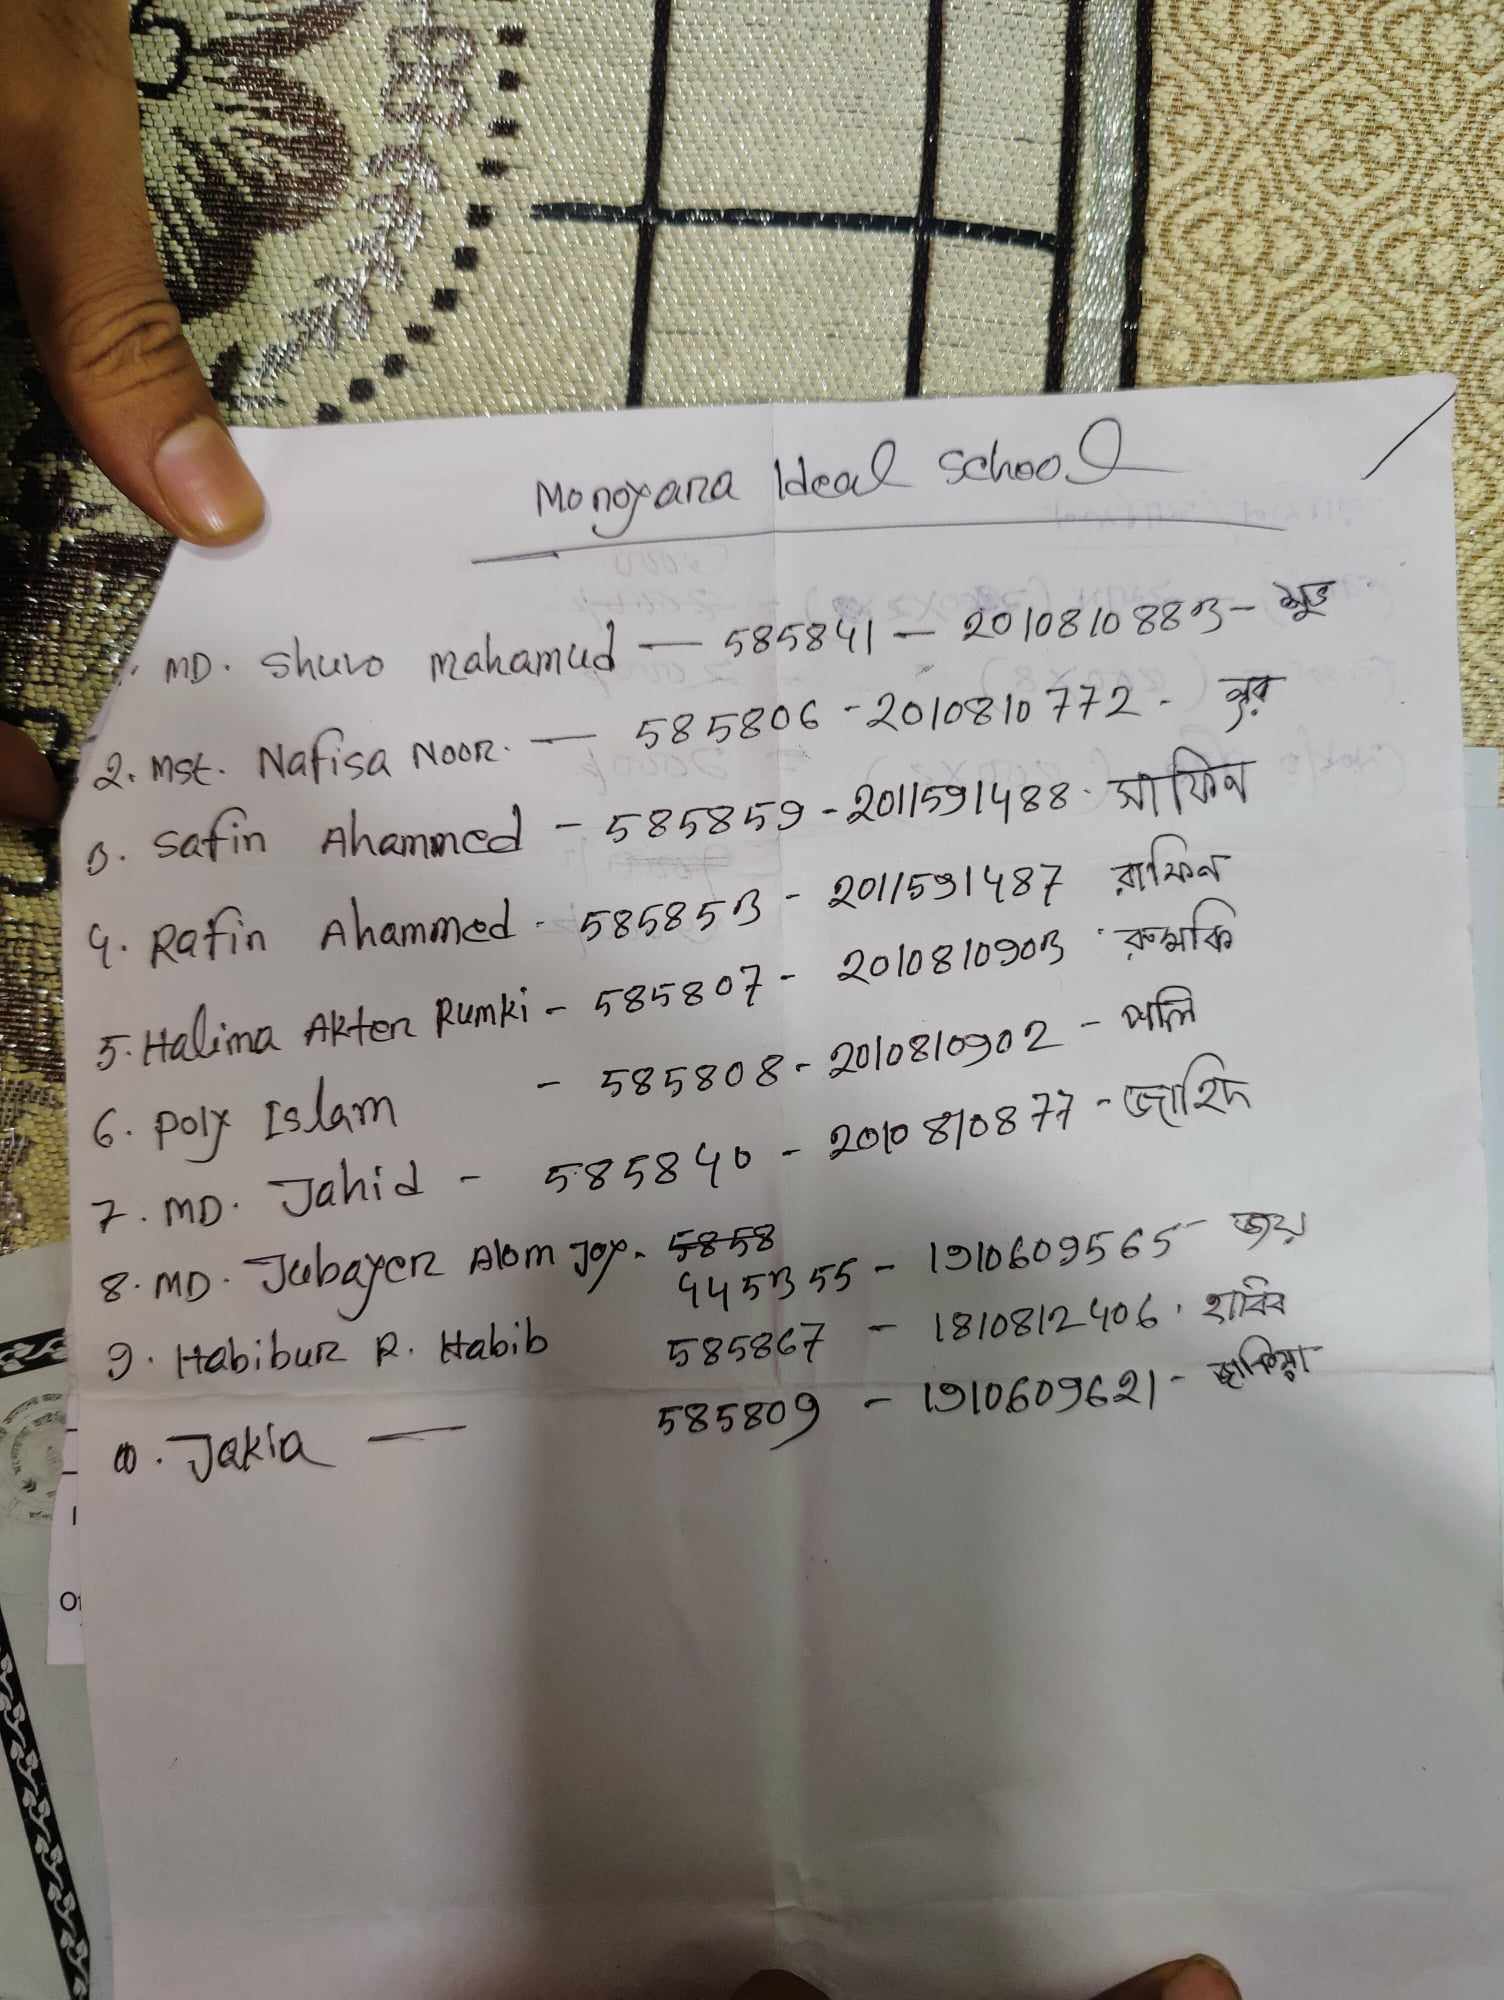 Monoyara Ideal School
1. MD. Shuvo Mahamud — 585841 — 2010810883 - শুভ
2. Mst. Nafisa Noor. — 585806 - 2010810772 - নুর
3. Safin Ahammed - 585859 - 2011591488 - সাফিন
4. Rafin Ahammed - 585853 - 2011591487 রাফিন
5. Halima Akter Rumki - 585807 - 2010810903 রুমকি
6. Poly Islam - 585808 - 2010810902 - পলি
7. MD. Jahid - 585840 - 2010810877 - জাহিদ
8. MD. Jubayer Alom Joy. 5858
445355 - 1910609565 - জয়
9. Habibur R. Habib 585867 - 1810812406 - হাবিব
10. Jakia — 585809 - 1910609621 - জাকিয়া